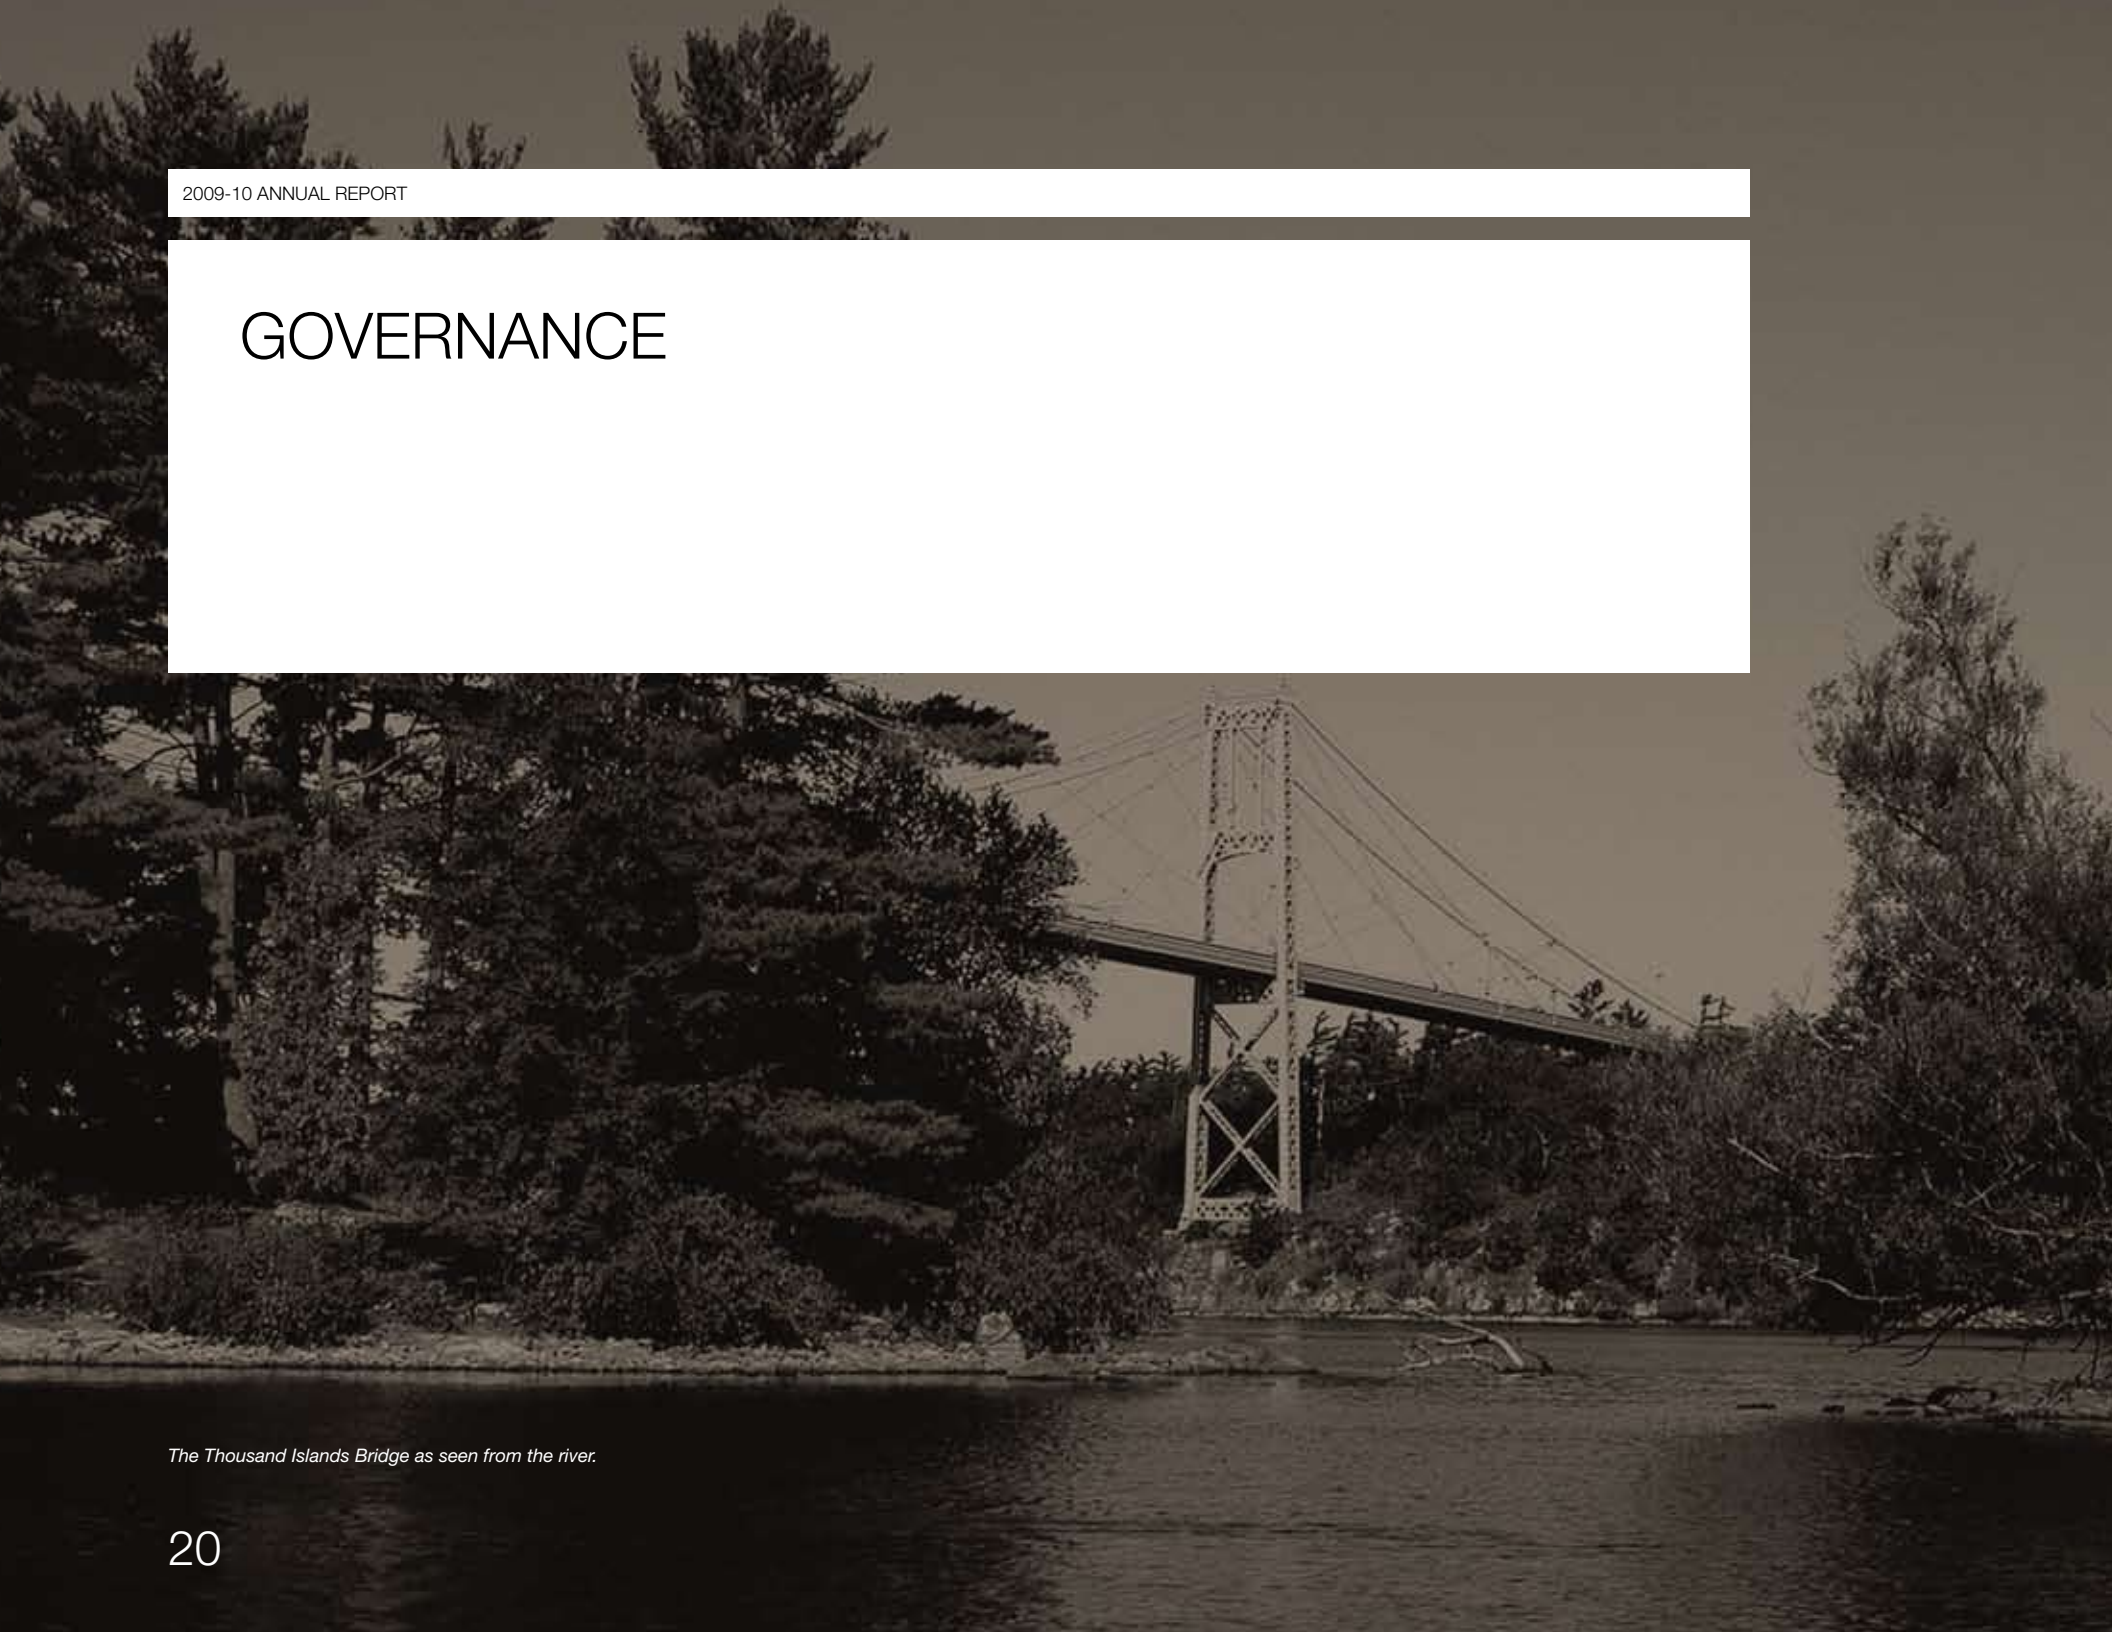 2009-10 ANNUAL REPORT
GOVERNANCE
The Thousand Islands Bridge as seen from the river.
20